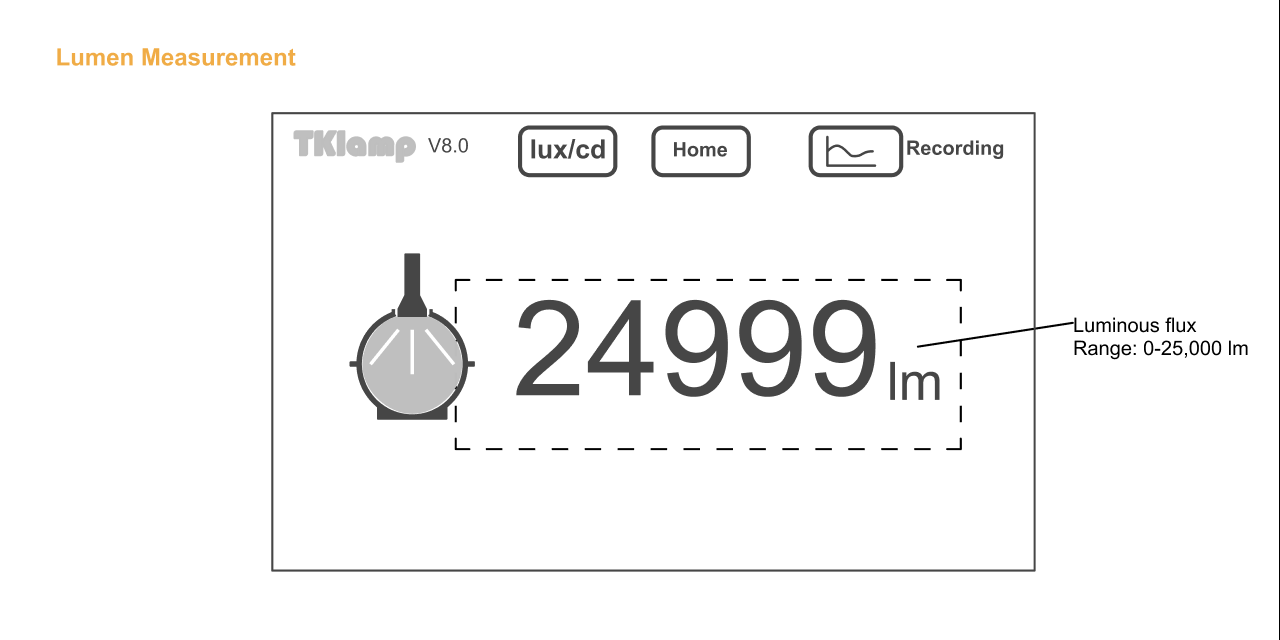 Lumen Measurement
TKlamp V8.0 lux/cd Home Recording
24999 lm
Luminous flux
Range: 0-25,000 lm